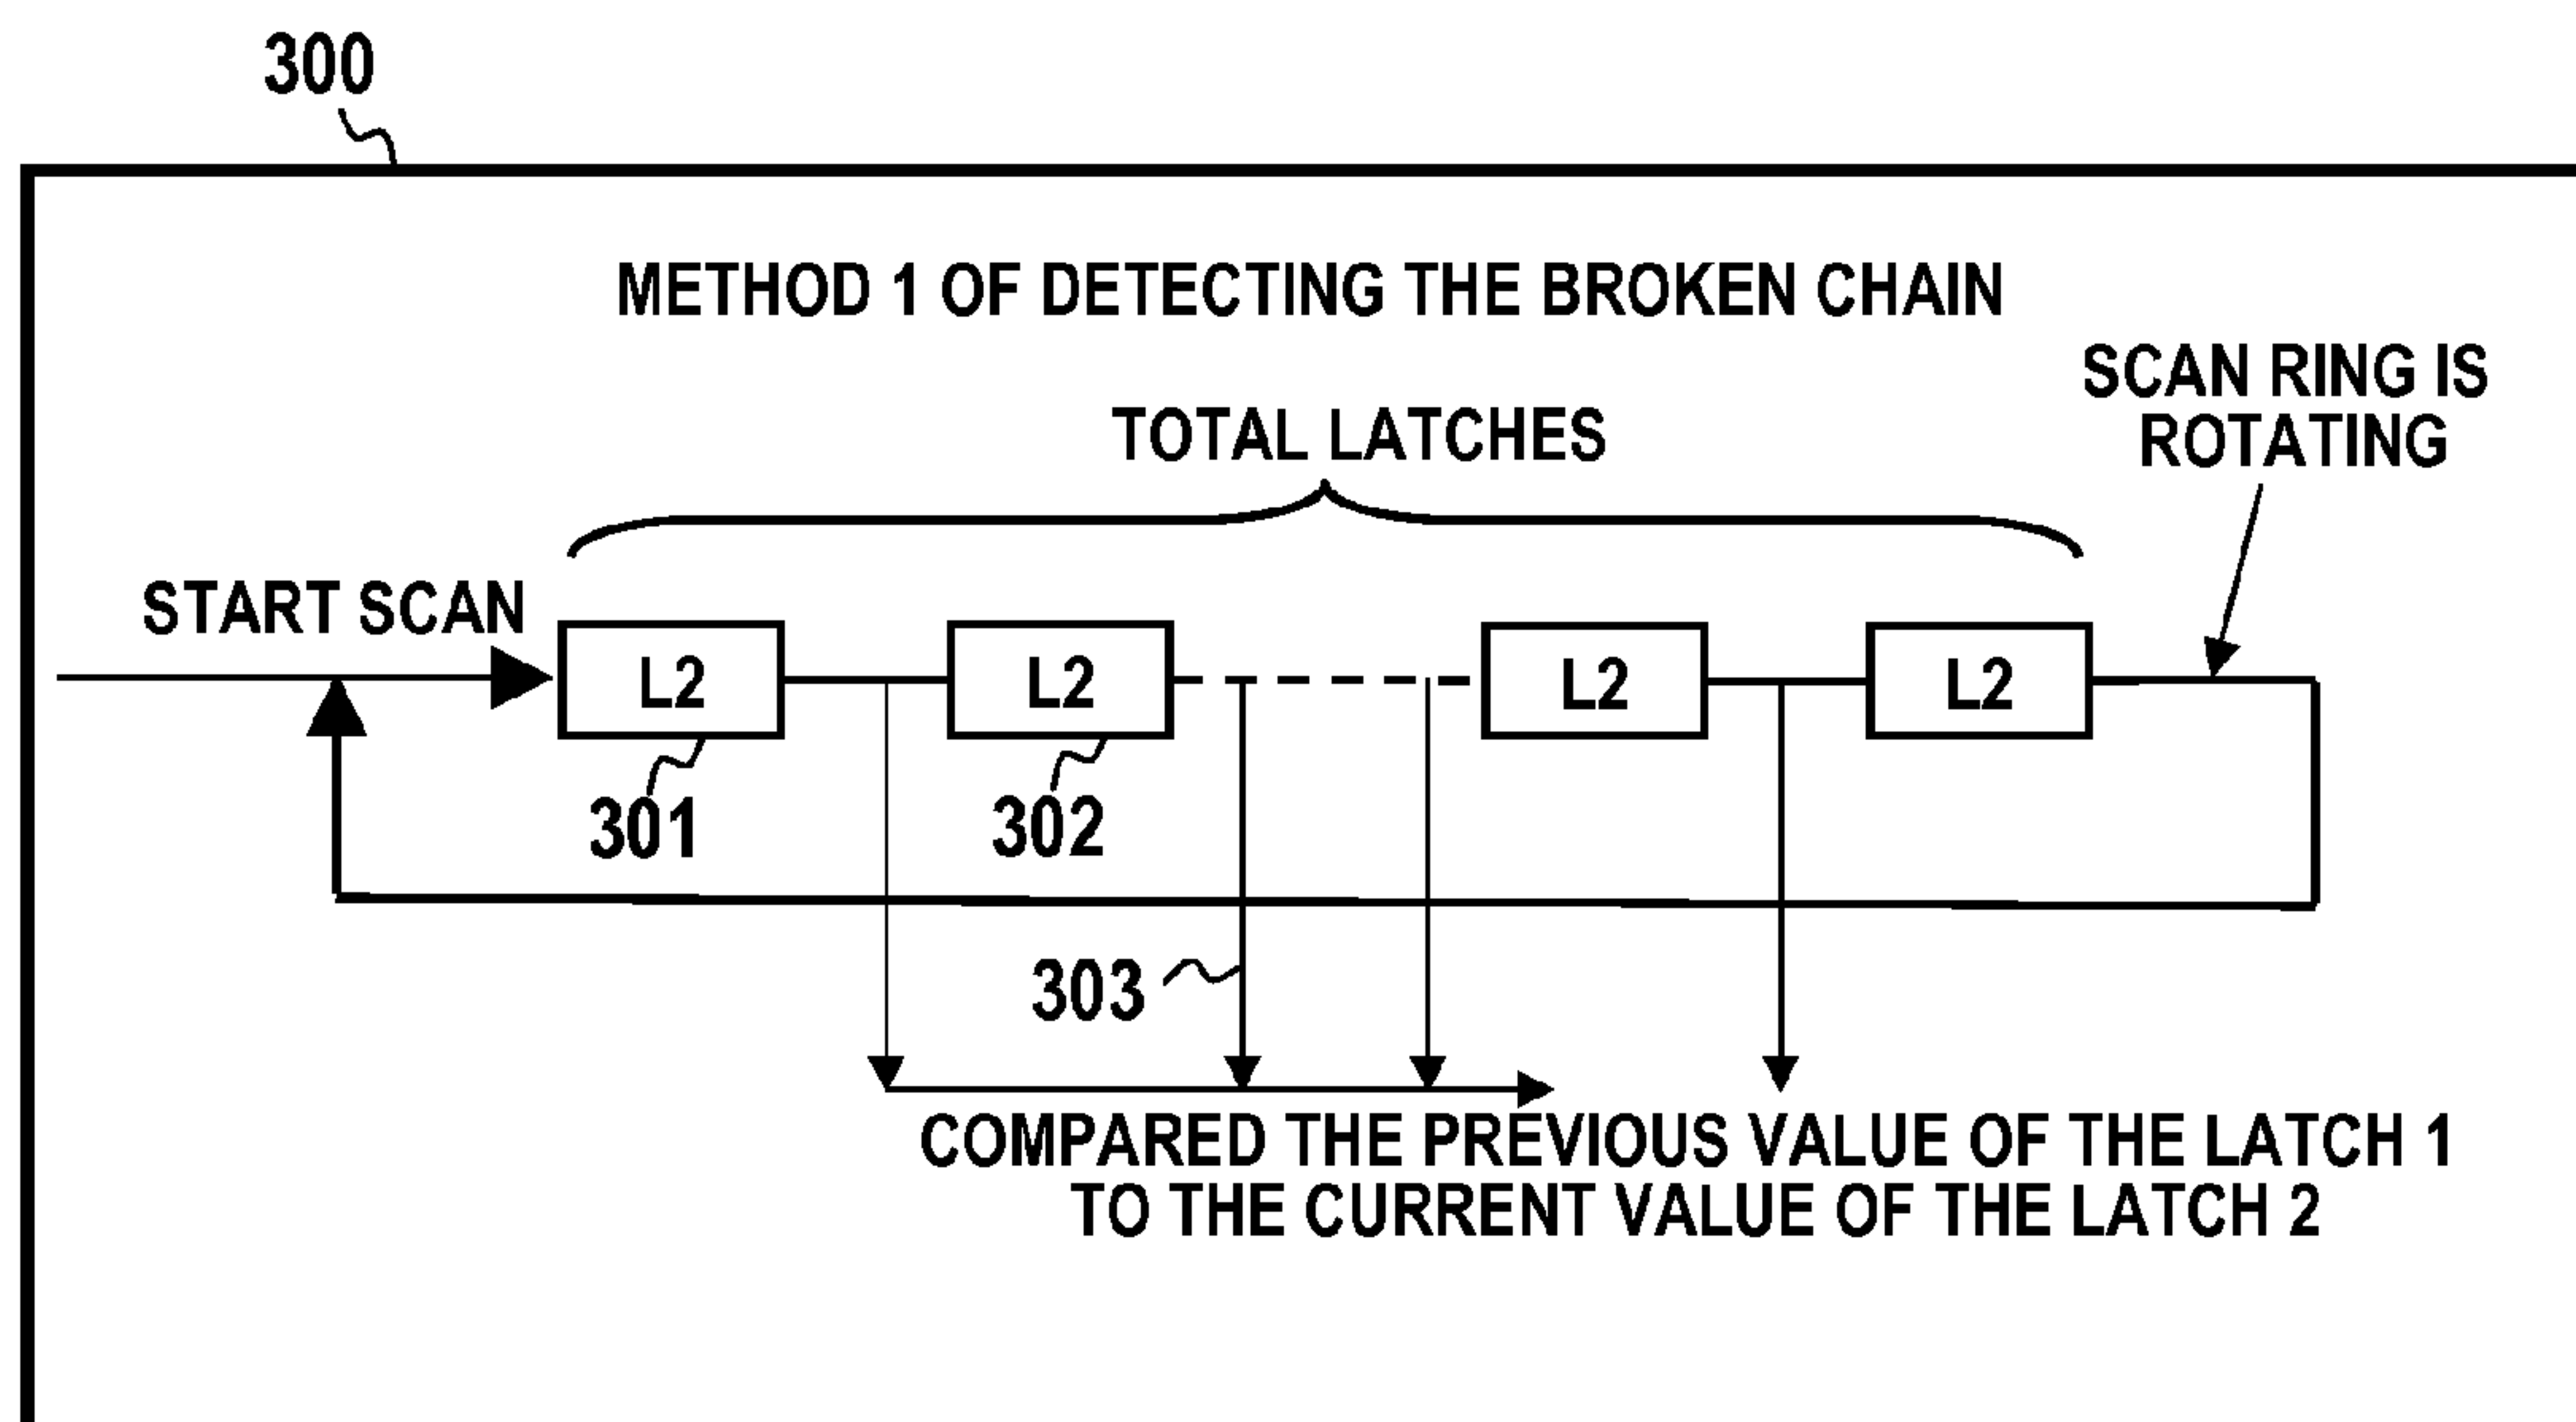 300
METHOD 1 OF DETECTING THE BROKEN CHAIN
SCAN RING IS
ROTATING
TOTAL LATCHES
START SCAN
L2
L2
L2
L2
301
302
303
COMPARED THE PREVIOUS VALUE OF THE LATCH 1
TO THE CURRENT VALUE OF THE LATCH 2